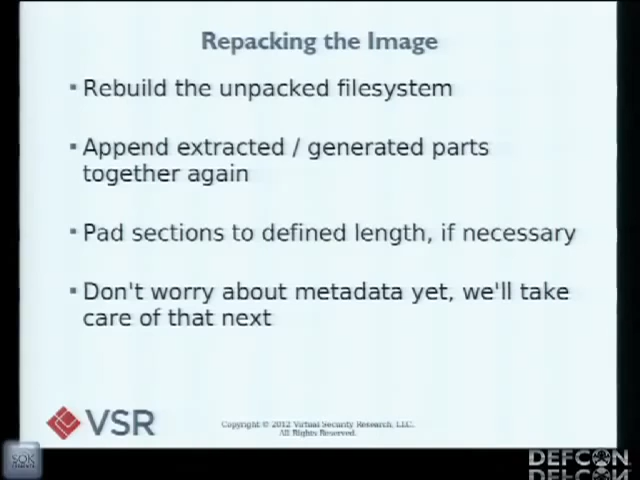 Repacking the Image
▪ Rebuild the unpacked filesystem
▪ Append extracted / generated parts
together again
▪ Pad sections to defined length, if necessary
▪ Don't worry about metadata yet, we'll take
care of that next
VSR
Copyright © 2012 Virtual Security Research, LLC.
All Rights Reserved.
SOK
DEFCON
DEFCON